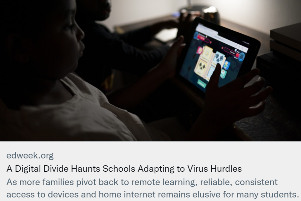 edweek.org
A Digital Divide Haunts Schools Adapting to Virus Hurdles
As more families pivot back to remote learning, reliable, consistent
access to devices and home internet remains elusive for many students.